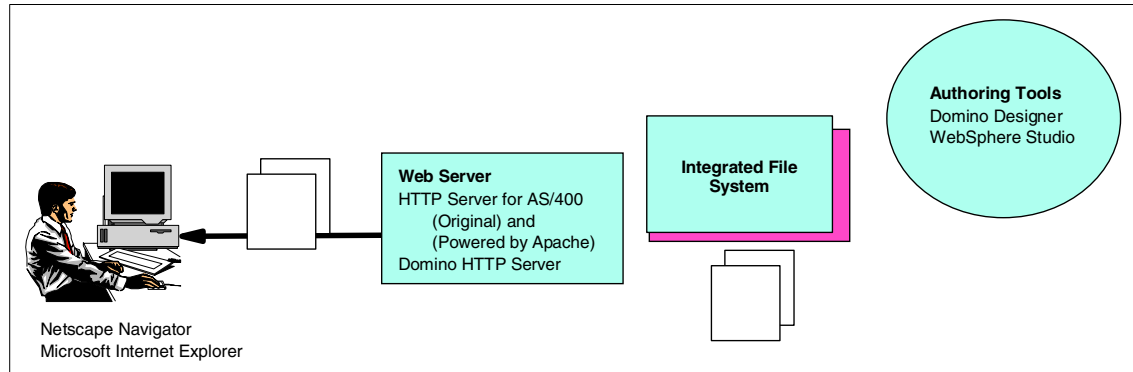 Authoring Tools
Domino Designer
WebSphere Studio
Integrated File
System
Web Server
HTTP Server for AS/400
(Original) and
(Powered by Apache)
Domino HTTP Server
Netscape Navigator
Microsoft Internet Explorer